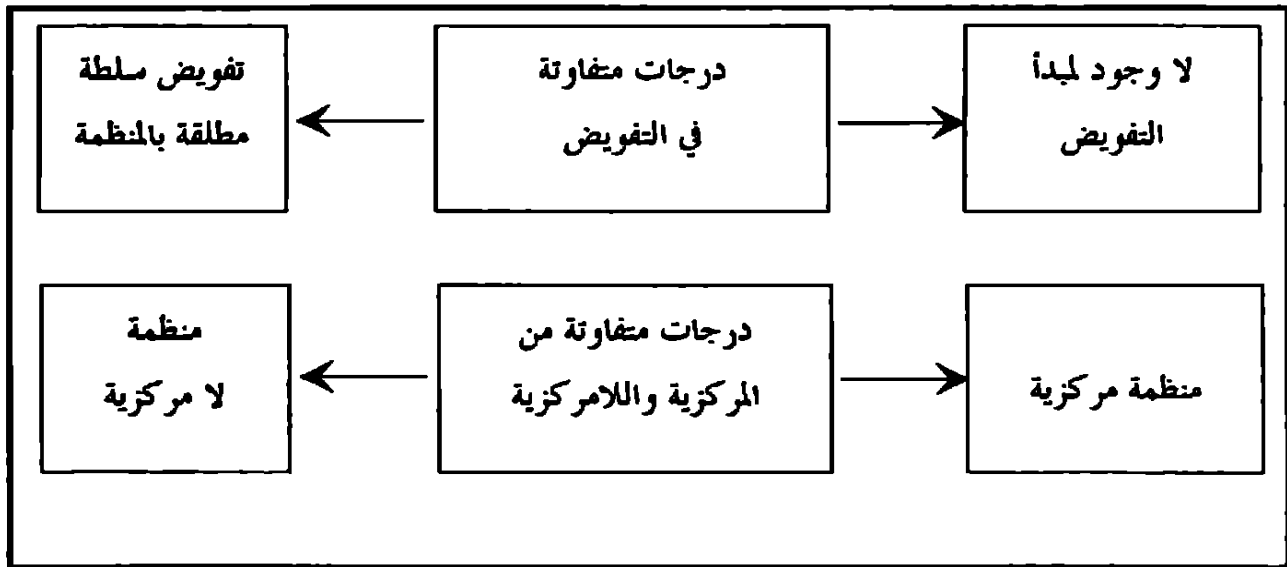 لا وجود لمبدأ
التفويض
درجات متفاوتة
في التفويض
تفويض سلطة
مطلقة بالمنظمة
منظمة مركزية
درجات متفاوتة من
المركزية واللامركزية
منظمة
لا مركزية